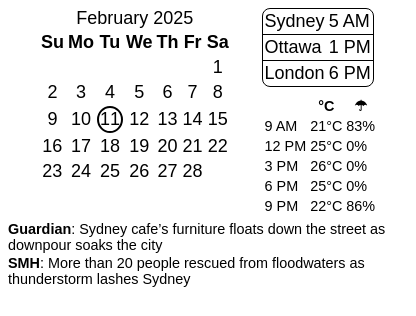 February 2025
Su Mo Tu We Th Fr Sa
1
2 3 4 5 6 7 8
9 10 11 12 13 14 15
16 17 18 19 20 21 22
23 24 25 26 27 28
Sydney 5 AM
Ottawa 1 PM
London 6 PM
°C ☂
9 AM 21°C 83%
12 PM 25°C 0%
3 PM 26°C 0%
6 PM 25°C 0%
9 PM 22°C 86%
Guardian: Sydney cafe's furniture floats down the street as
downpour soaks the city
SMH: More than 20 people rescued from floodwaters as
thunderstorm lashes Sydney